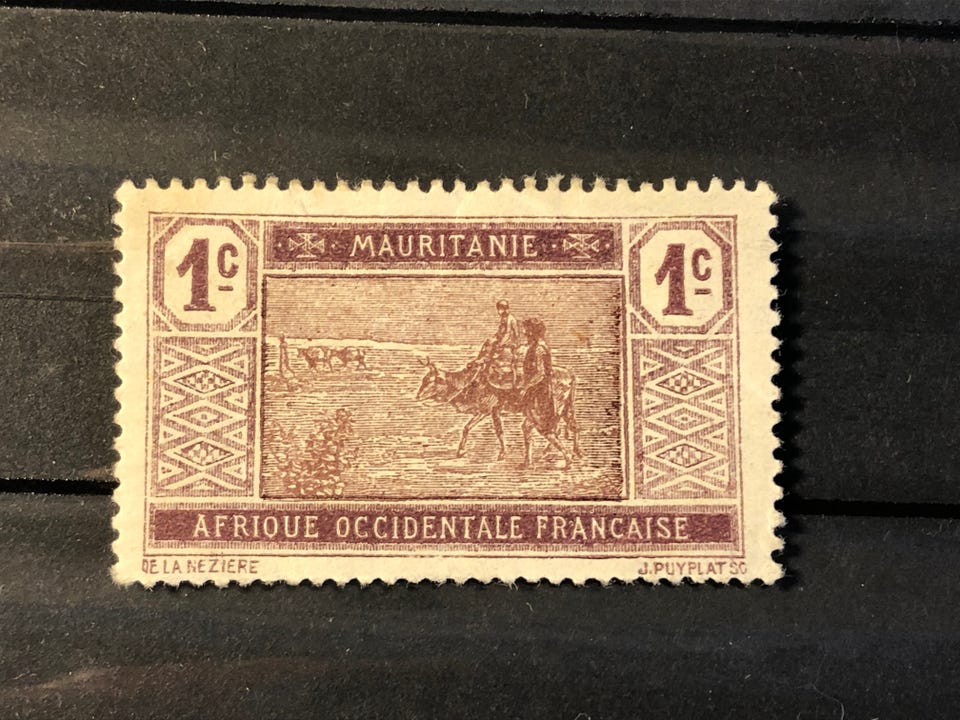 1c MAURITANIE 1c
AFRIQUE OCCIDENTALE FRANCAISE
DE LA NEZIERE J. PUYPLAT SC